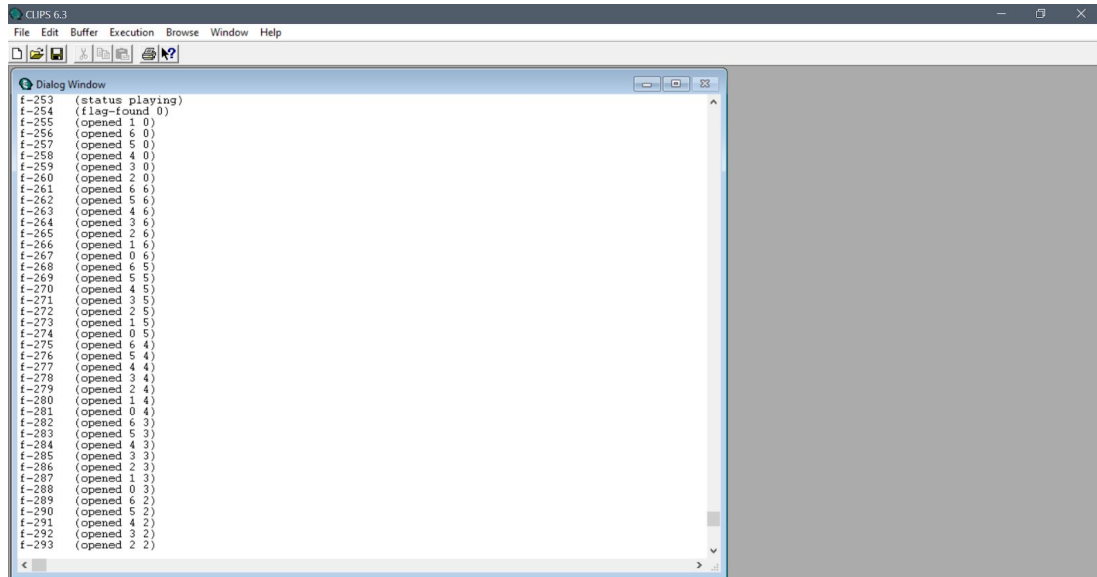 CLIPS 6.3
File Edit Buffer Execution Browse Window Help
Dialog Window
f-253 (status playing)
f-254 (flag-found 0)
f-255 (opened 1 0)
f-256 (opened 6 0)
f-257 (opened 5 0)
f-258 (opened 4 0)
f-259 (opened 3 0)
f-260 (opened 2 0)
f-261 (opened 6 6)
f-262 (opened 5 6)
f-263 (opened 4 6)
f-264 (opened 3 6)
f-265 (opened 2 6)
f-266 (opened 1 6)
f-267 (opened 0 6)
f-268 (opened 6 5)
f-269 (opened 5 5)
f-270 (opened 4 5)
f-271 (opened 3 5)
f-272 (opened 2 5)
f-273 (opened 1 5)
f-274 (opened 0 5)
f-275 (opened 6 4)
f-276 (opened 5 4)
f-277 (opened 4 4)
f-278 (opened 3 4)
f-279 (opened 2 4)
f-280 (opened 1 4)
f-281 (opened 0 4)
f-282 (opened 6 3)
f-283 (opened 5 3)
f-284 (opened 4 3)
f-285 (opened 3 3)
f-286 (opened 2 3)
f-287 (opened 1 3)
f-288 (opened 0 3)
f-289 (opened 6 2)
f-290 (opened 5 2)
f-291 (opened 4 2)
f-292 (opened 3 2)
f-293 (opened 2 2)